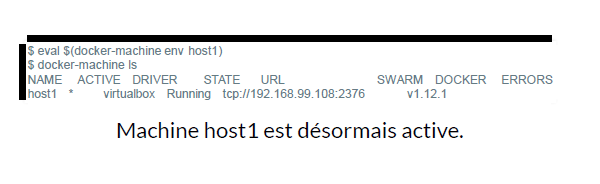 $ eval $(docker-machine env host1)
$ docker-machine ls
NAME ACTIVE DRIVER STATE URL SWARM DOCKER ERRORS
host1 * virtualbox Running tcp://192.168.99.108:2376 v1.12.1
Machine host1 est désormais active.